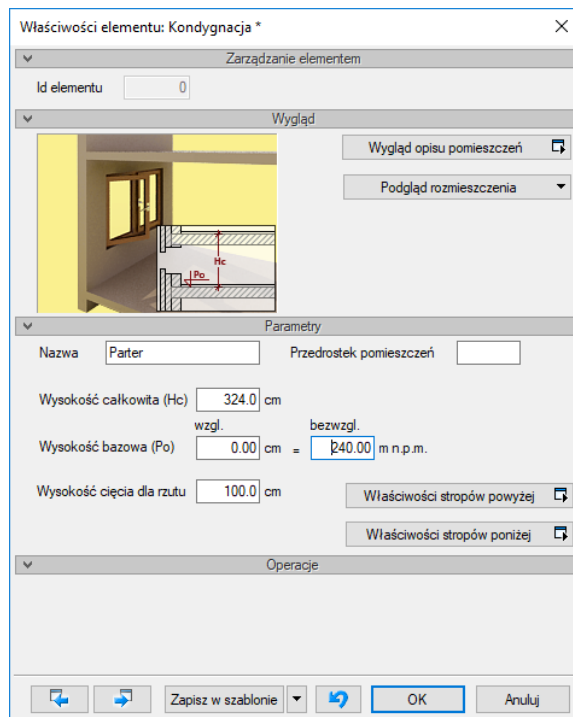 Właściwości elementu: Kondygnacja *
Zarządzanie elementem
Id elementu 0
Wygląd
Wygląd opisu pomieszczeń
Podgląd rozmieszczenia
Hc
Po
Parametry
Nazwa Parter Przedrostek pomieszczeń
Wysokość całkowita (Hc) 324.0 cm
wzgl. bezwzgl.
Wysokość bazowa (Po) 0.00 cm = 240.00 m n.p.m.
Wysokość cięcia dla rzutu 100.0 cm
Właściwości stropów powyżej
Właściwości stropów poniżej
Operacje
Zapisz w szablonie OK Anuluj